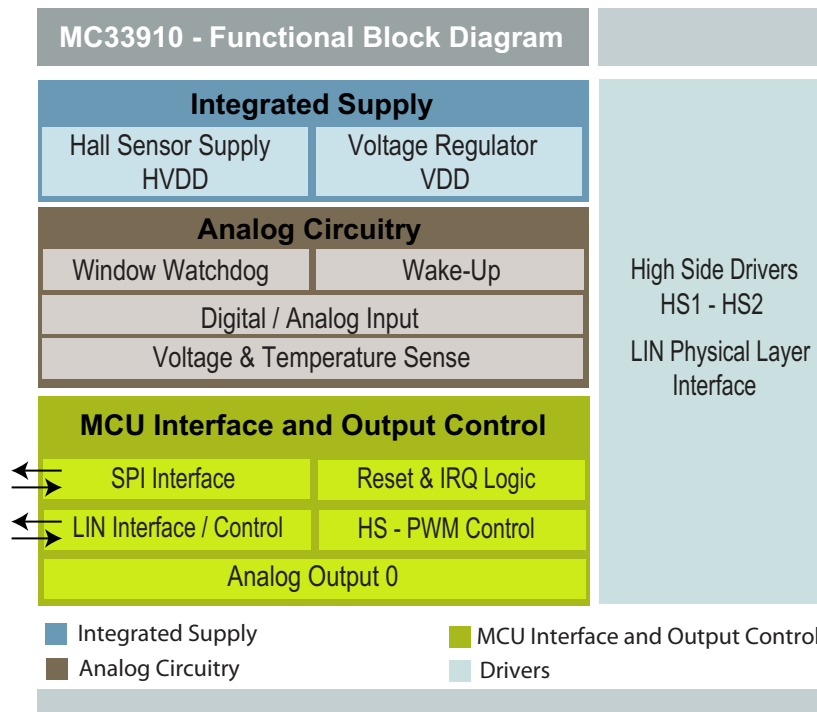 MC33910 - Functional Block Diagram
Integrated Supply
Hall Sensor Supply
HVDD
Voltage Regulator
VDD
Analog Circuitry
Window Watchdog
Wake-Up
Digital / Analog Input
Voltage & Temperature Sense
MCU Interface and Output Control
SPI Interface
Reset & IRQ Logic
LIN Interface / Control
HS - PWM Control
Analog Output 0
High Side Drivers
HS1 - HS2
LIN Physical Layer
Interface
Integrated Supply
MCU Interface and Output Control
Analog Circuitry
Drivers